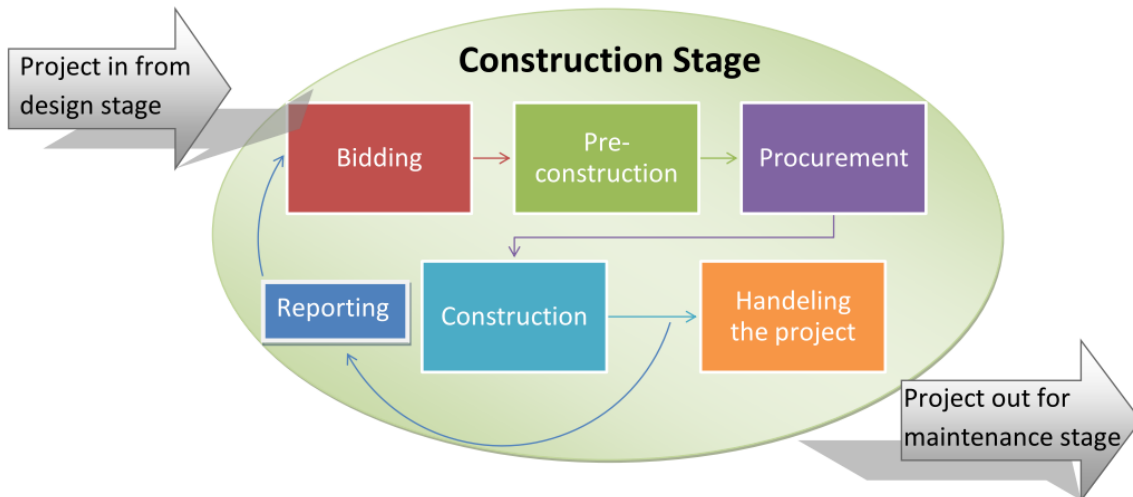 Project in from
design stage
Construction Stage
Bidding
Pre-
construction
Procurement
Reporting
Construction
Handeling
the project
Project out for
maintenance stage